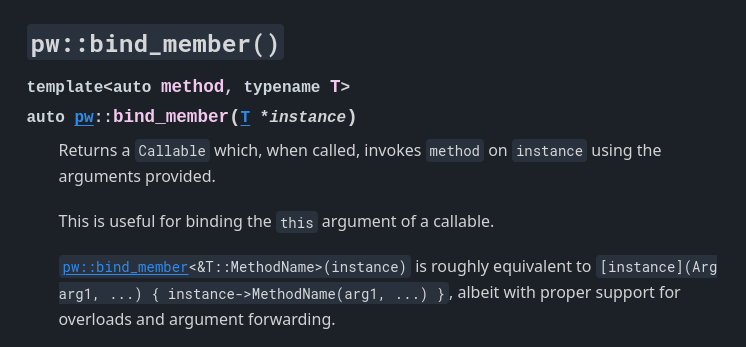 pw::bind_member()
template<auto method, typename T>
auto pw::bind_member(T *instance)
Returns a Callable which, when called, invokes method on instance using the
arguments provided.
This is useful for binding the this argument of a callable.
pw::bind_member<&T::MethodName>(instance) is roughly equivalent to [instance](Arg
arg1, ...) { instance->MethodName(arg1, ...) }, albeit with proper support for
overloads and argument forwarding.